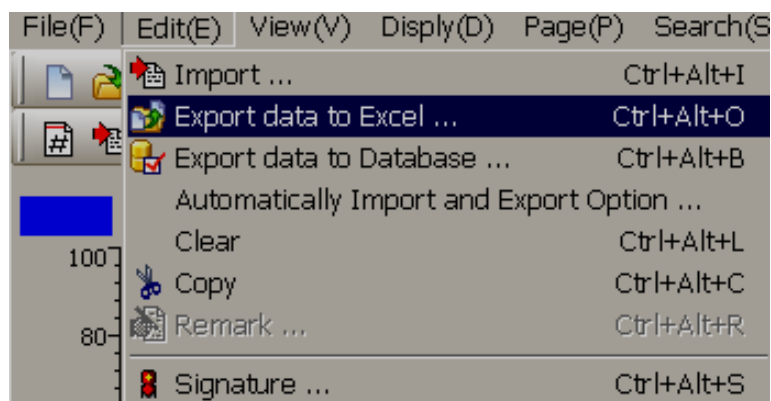 File(F) Edit(E) View(V) Disply(D) Page(P) Search(S
Import ... Ctrl+Alt+I
Export data to Excel ... Ctrl+Alt+O
#
Export data to Database ... Ctrl+Alt+B
Automatically Import and Export Option ...
Clear Ctrl+Alt+L
100
Copy Ctrl+Alt+C
80
Remark ... Ctrl+Alt+R
Signature ... Ctrl+Alt+S